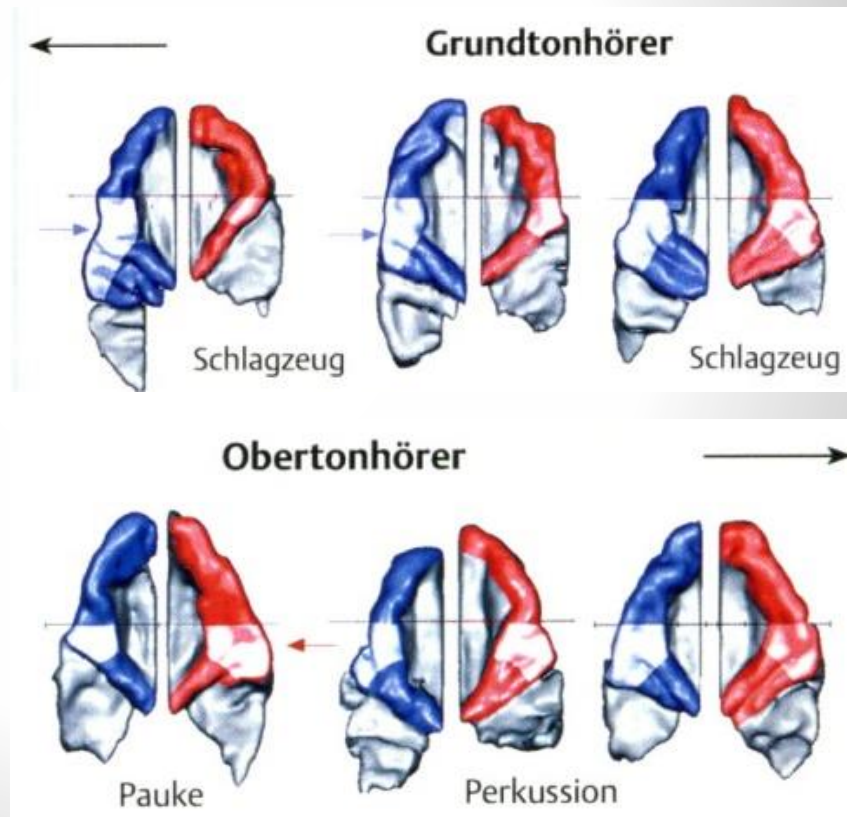 Grundtonhörer
Schlagzeug
Schlagzeug
Obertonhörer
Pauke
Perkussion